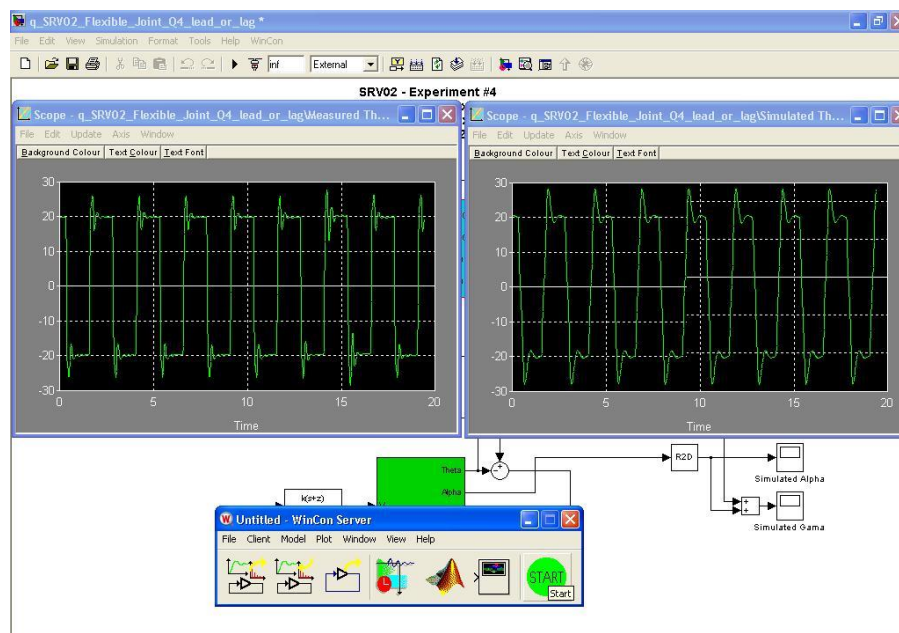 q_SRV02_Flexible_Joint_Q4_lead_or_lag *
File Edit View Simulation Format Tools Help WinCon
inf
External
SRV02 - Experiment #4
Scope - q_SRV02_Flexible_Joint_Q4_lead_or_lag\Measured Th...
File Edit Update Axis Window
Background Colour Text Colour Text Font
30
20
10
0
-10
-20
-30
0 5 10 15 20
Time
Scope - q_SRV02_Flexible_Joint_Q4_lead_or_lag\Simulated Th...
File Edit Update Axis Window
Background Colour Text Colour Text Font
30
20
10
0
-10
-20
-30
0 5 10 15 20
Time
Theta
Alpha
k(s+z)
R2D
Simulated Alpha
Simulated Gama
Untitled - WinCon Server
File Client Model Plot Window View Help
START
Start